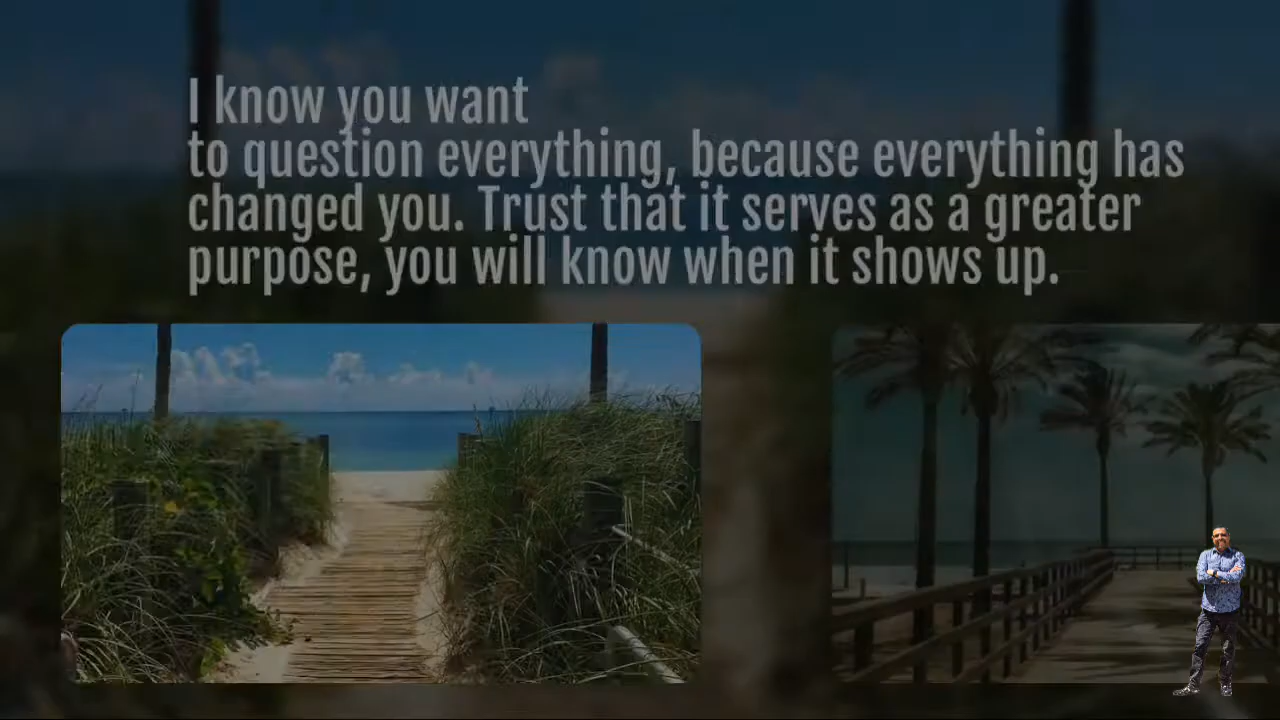 I know you want
to question everything, because everything has
changed you. Trust that it serves as a greater
purpose, you will know when it shows up.